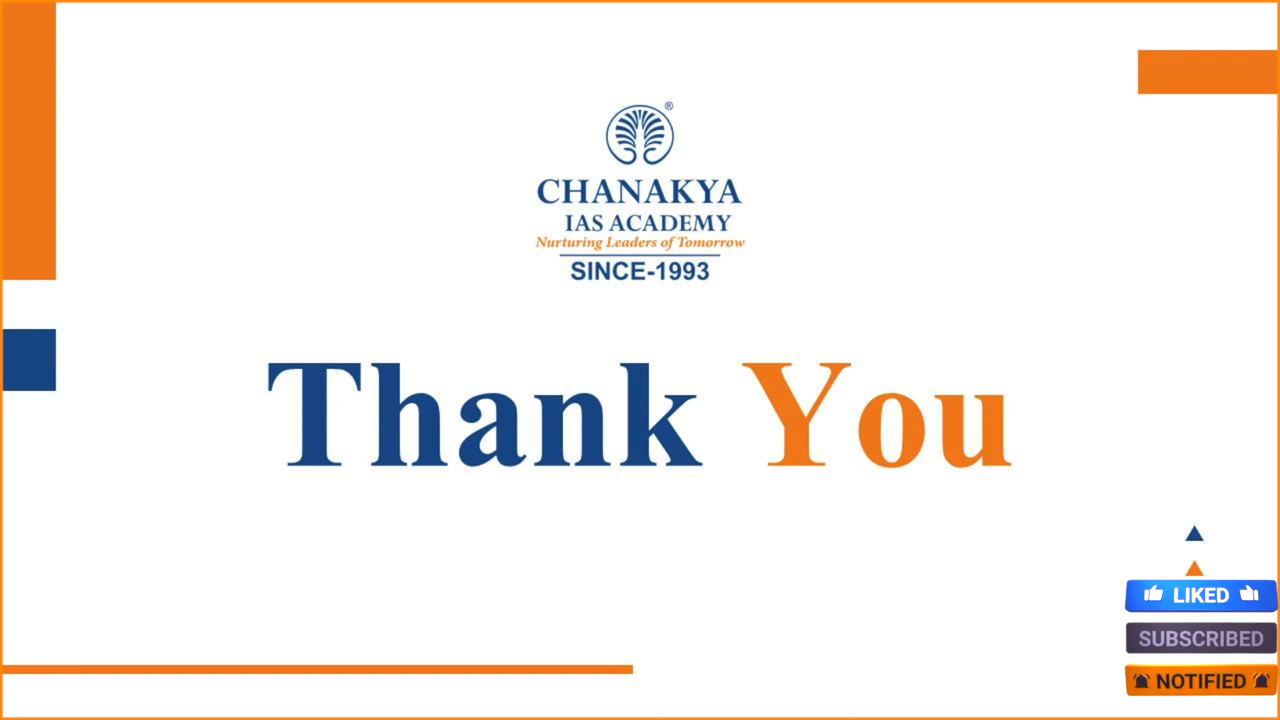 ®
CHANAKYA
IAS ACADEMY
Nurturing Leaders of Tomorrow
SINCE-1993
Thank You
LIKED
SUBSCRIBED
NOTIFIED